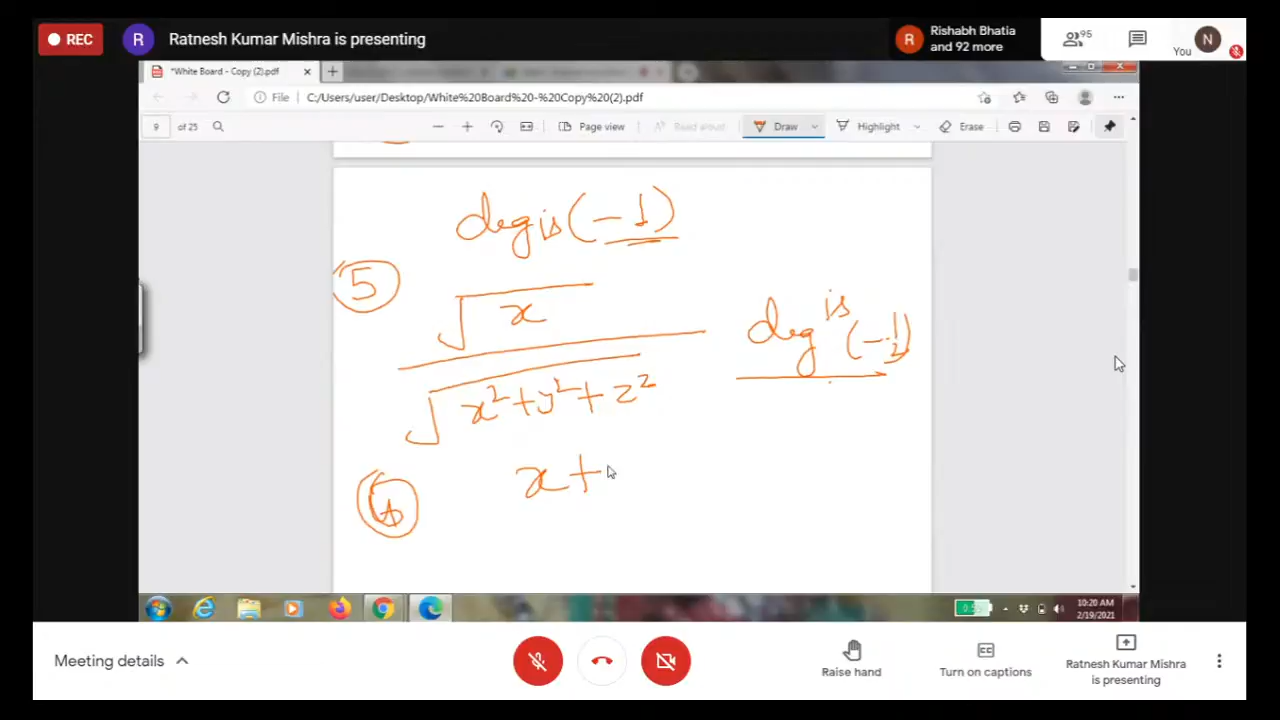 REC
R
Ratnesh Kumar Mishra is presenting
R
Rishabh Bhatia
and 92 more
95
You
N
*White Board - Copy (2).pdf
File
C:/Users/user/Desktop/White%20Board%20-%20Copy%20(2).pdf
9 of 25
Page view
Read aloud
Draw
Highlight
Erase
deg is (-1)
5
√x
√x²+y²+z²
deg is (-1/2)
6
x +
10:20 AM
2/19/2021
Meeting details
Raise hand
Turn on captions
Ratnesh Kumar Mishra
is presenting